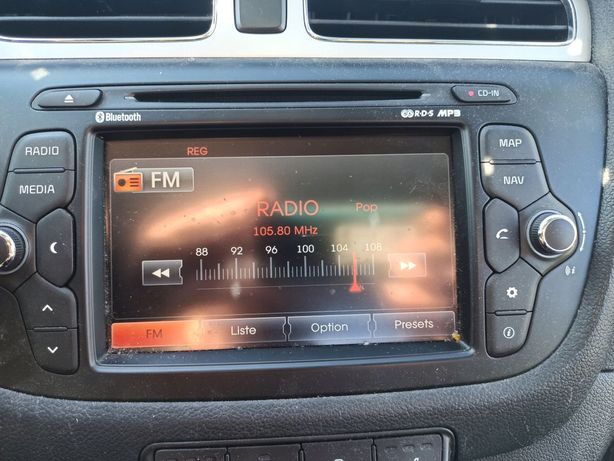 CD-IN
Bluetooth
R·D·S MP3
RADIO
MEDIA
MAP
NAV
REG
FM
RADIO Pop
105.80 MHz
88 92 96 100 104 108
FM Liste Option Presets